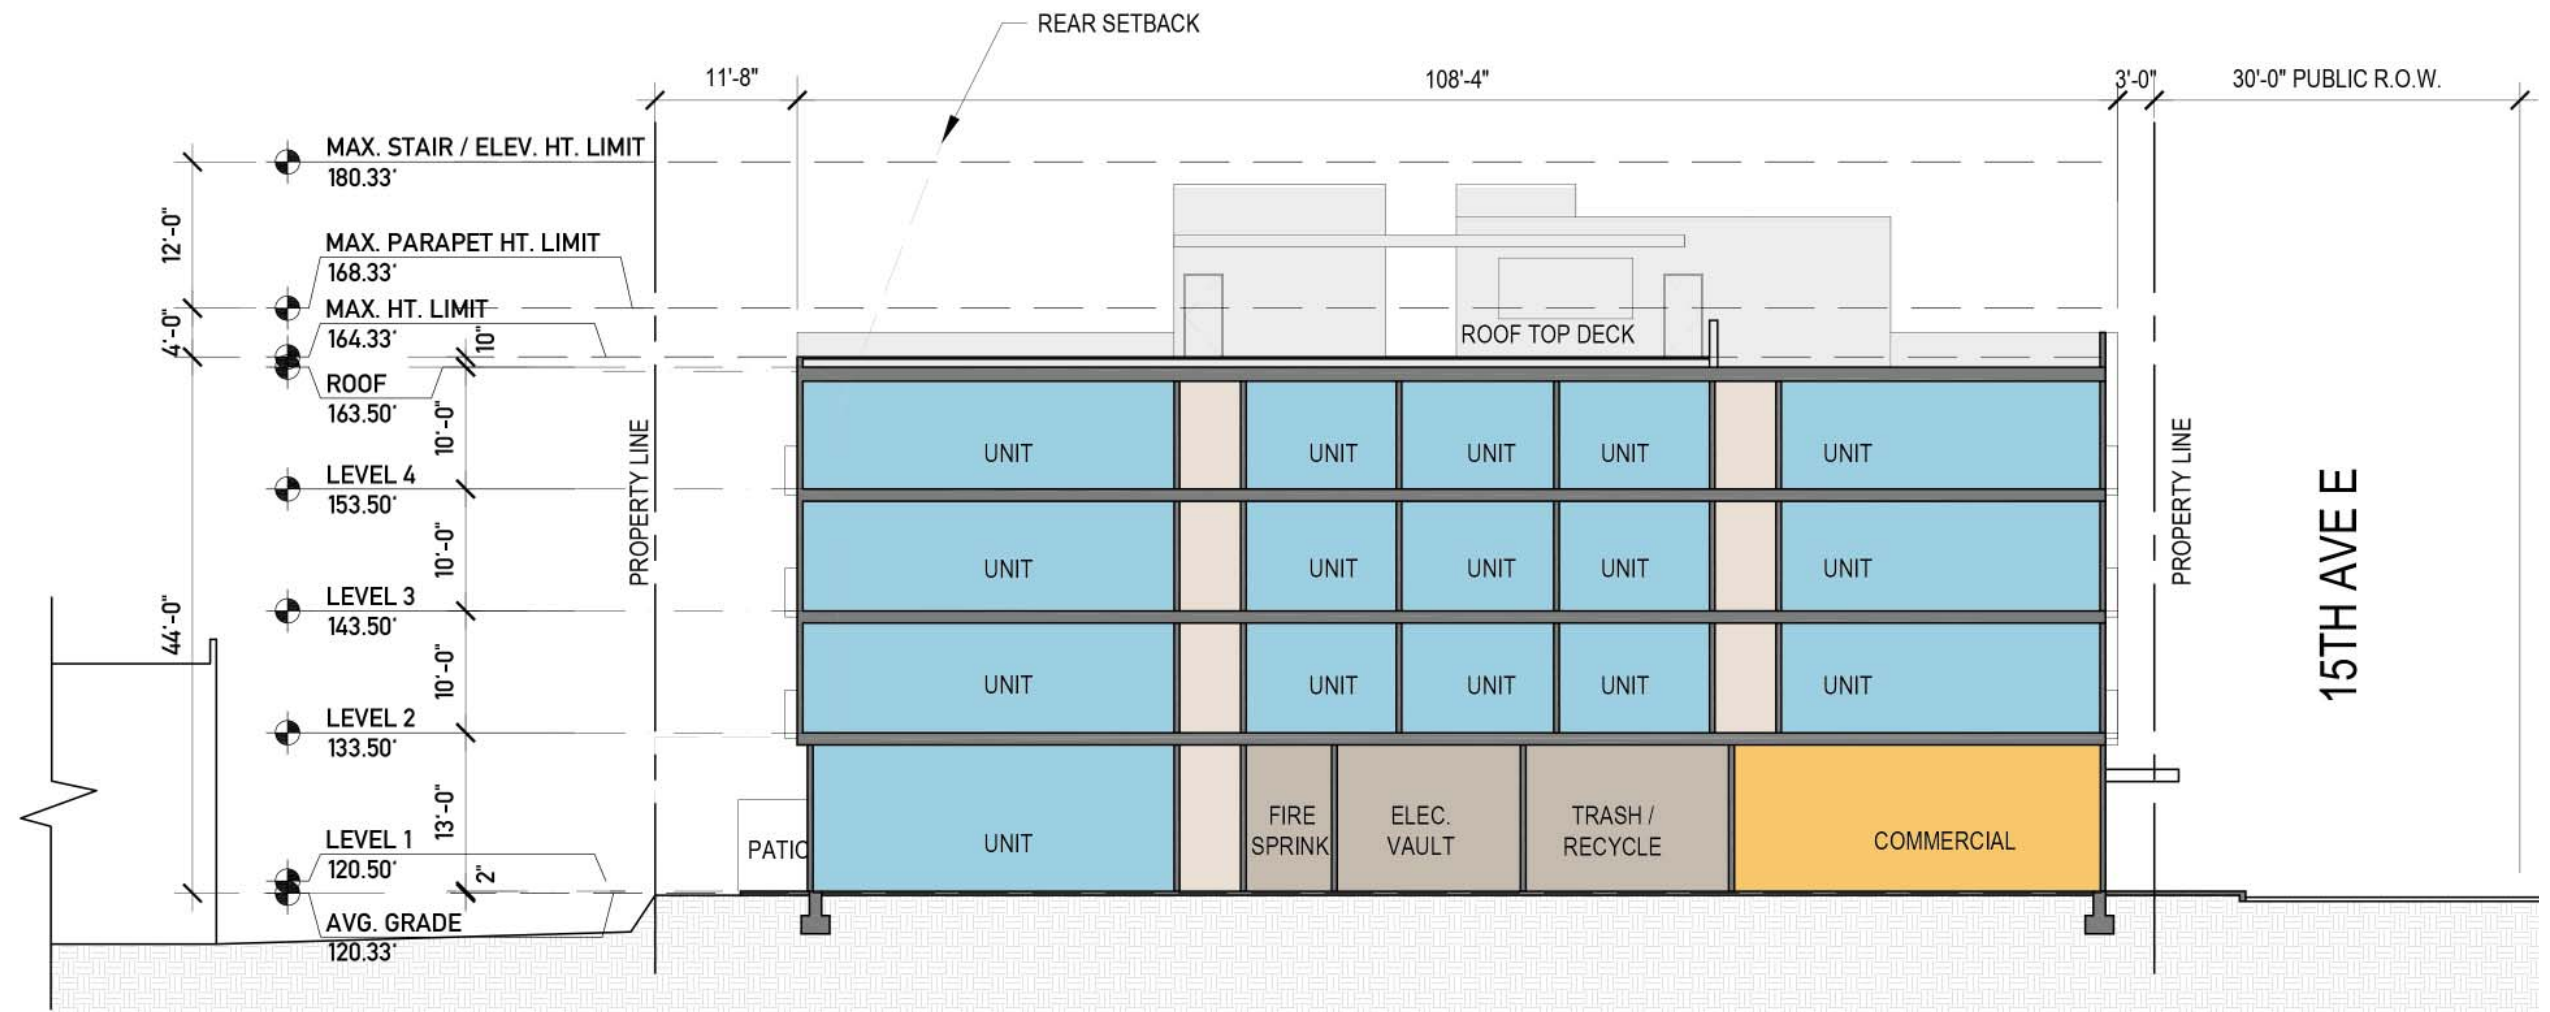 REAR SETBACK
11'-8"
108'-4"
3'-0"
30'-0" PUBLIC R.O.W.
MAX. STAIR / ELEV. HT. LIMIT
180.33'
12'-0"
MAX. PARAPET HT. LIMIT
168.33'
4'-0"
MAX. HT. LIMIT
164.33'
10"
ROOF TOP DECK
ROOF
163.50'
10'-0"
UNIT
UNIT
UNIT
UNIT
UNIT
LEVEL 4
153.50'
10'-0"
PROPERTY LINE
PROPERTY LINE
15TH AVE E
UNIT
UNIT
UNIT
UNIT
UNIT
LEVEL 3
143.50'
44'-0"
10'-0"
UNIT
UNIT
UNIT
UNIT
UNIT
LEVEL 2
133.50'
13'-0"
LEVEL 1
120.50'
2"
PATIO
UNIT
FIRE
SPRINK
ELEC.
VAULT
TRASH /
RECYCLE
COMMERCIAL
AVG. GRADE
120.33'